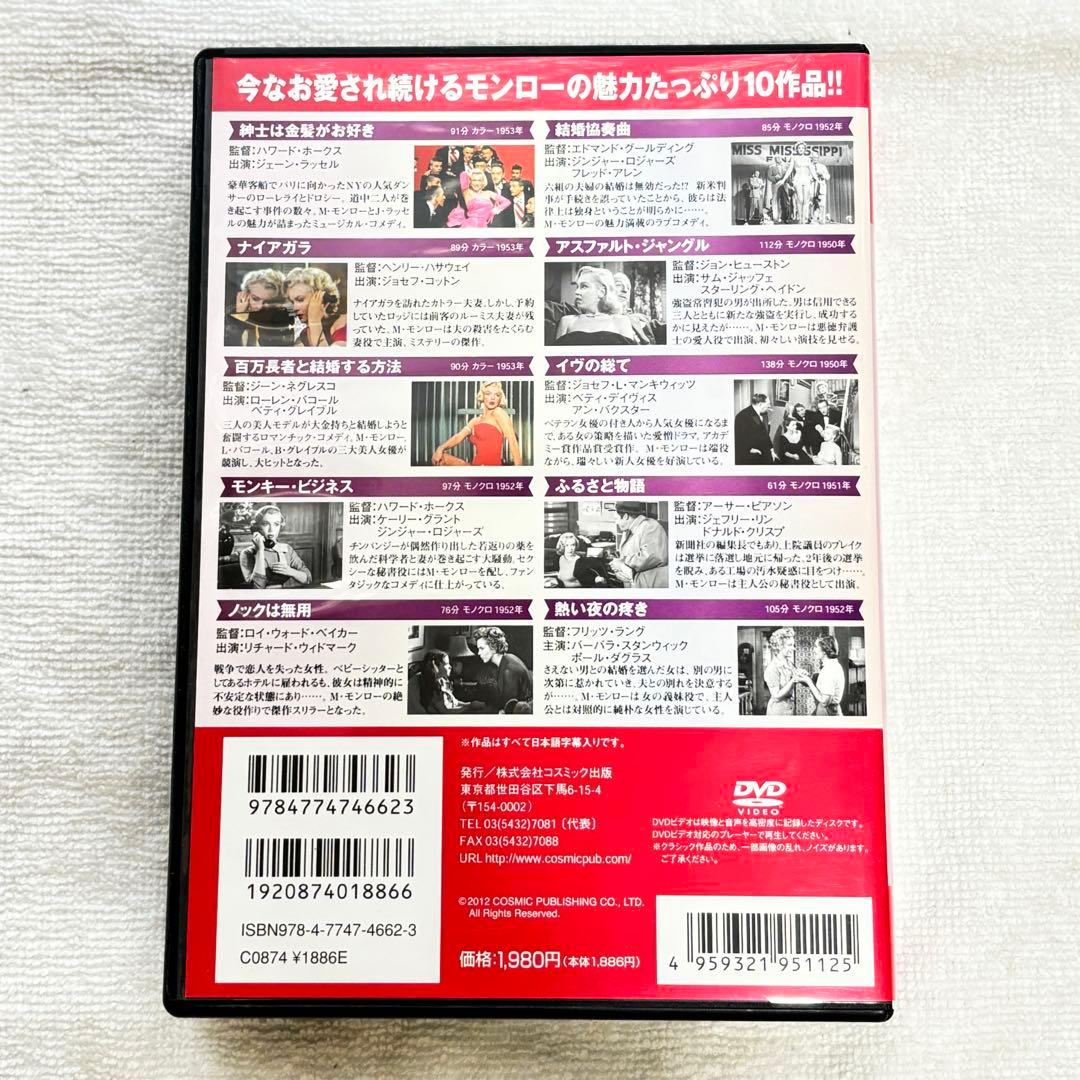 今なお愛され続けるモンローの魅力たっぷり10作品!!
紳士は金髪がお好き 91分 カラー 1953年
監督：ハワード・ホークス
出演：ジェーン・ラッセル
豪華客船でパリに向かったNYの人気ダン
サーのローレライとドロシー。道中二人が巻
き起こす事件の数々。M・モンローとJ・ラッセ
ルの魅力が詰まったミュージカル・コメディ。
ナイアガラ 89分 カラー 1953年
監督：ヘンリー・ハサウェイ
出演：ジョセフ・コットン
ナイアガラを訪れたカトラー夫妻。しかし、予約
していたロッジには前客のルーミス夫妻が残
っていた。M・モンローは夫の殺害をたくらむ
妻役で主演、ミステリーの傑作。
百万長者と結婚する方法 90分 カラー 1953年
監督：ジーン・ネグレスコ
出演：ローレン・バコール
ベティ・グレイブル
三人の美人モデルが大金持ちと結婚しようと
奮闘するロマンチック・コメディ。M・モンロー、
L・バコール、B・グレイブルの三大美人女優が
競演し、大ヒットとなった。
モンキー・ビジネス 97分 モノクロ 1952年
監督：ハワード・ホークス
出演：ケーリー・グラント
ジンジャー・ロジャーズ
チンパンジーが偶然作り出した若返りの薬を
飲んだ科学者と妻が巻き起こす大騒動。セク
シーな秘書役にはM・モンローを配し、ファン
タジックなコメディに仕上がっている。
ノックは無用 76分 モノクロ 1952年
監督：ロイ・ウォード・ベイカー
出演：リチャード・ウィドマーク
戦争で恋人を失った女性。ベビーシッターと
してあるホテルに雇われるも、彼女は精神的に
不安定な状態にあり……。M・モンローの絶
妙な役作りで傑作スリラーとなった。
結婚協奏曲 85分 モノクロ 1952年
監督：エドマンド・グールディング
出演：ジンジャー・ロジャーズ
フレッド・アレン
六組の夫婦の結婚は無効だった!? 新米判
事が手続きを誤っていたことから、彼らは法
律上は独身ということが明らかに……。
M・モンローの魅力満載のラブコメディ。
MISS MISSISSIPPI
アスファルト・ジャングル 112分 モノクロ 1950年
監督：ジョン・ヒューストン
出演：サム・ジャッフェ
スターリング・ヘイドン
強盗常習犯の男が出所した。男は信用できる
三人とともに新たな強盗を実行し、成功する
かに見えたが……。M・モンローは悪徳弁護
士の愛人役で出演、初々しい演技を見せる。
イヴの総て 138分 モノクロ 1950年
監督：ジョセフ・L・マンキウィッツ
出演：ベティ・デイヴィス
アン・バクスター
ベテラン女優の付き人から人気女優になるま
で、ある女の策略を描いた愛憎ドラマ。アカデ
ミー賞作品賞受賞作。M・モンローは端役
ながら、瑞々しい新人女優を好演している。
ふるさと物語 61分 モノクロ 1951年
監督：アーサー・ピアソン
出演：ジェフリー・リン
ドナルド・クリスプ
新聞社の編集長でもあり、上院議員のブレイク
は選挙に落選し地元に帰った。2年後の選挙
を睨み、ある工場の汚水疑惑に目をつけ……。
M・モンローは主人公の秘書役として出演。
熱い夜の疼き 105分 モノクロ 1952年
監督：フリッツ・ラング
主演：バーバラ・スタンウィック
ポール・ダグラス
さえない男との結婚を選んだ女は、別の男に
次第に惹かれていき、夫との別れを決意する
が……。M・モンローは女の義妹役で、主人
公とは対照的に純朴な女性を演じている。
※作品はすべて日本語字幕入りです。
発行／株式会社コスミック出版
東京都世田谷区下馬6-15-4
(〒154-0002)
TEL 03(5432)7081〔代表〕
FAX 03(5432)7088
URL http://www.cosmicpub.com/
©2012 COSMIC PUBLISHING CO., LTD.
All Rights Reserved.
価格：1,980円(本体1,886円)
9784774746623
1920874018866
ISBN978-4-7747-4662-3
C0874 ¥1886E
DVD
VIDEO
DVDビデオは映像と音声を高密度に記録したディスクです。
DVDビデオ対応のプレーヤーで再生してください。
※クラシック作品のため、一部画像の乱れ、ノイズがあります。
ご了承ください。
4 959321 951125